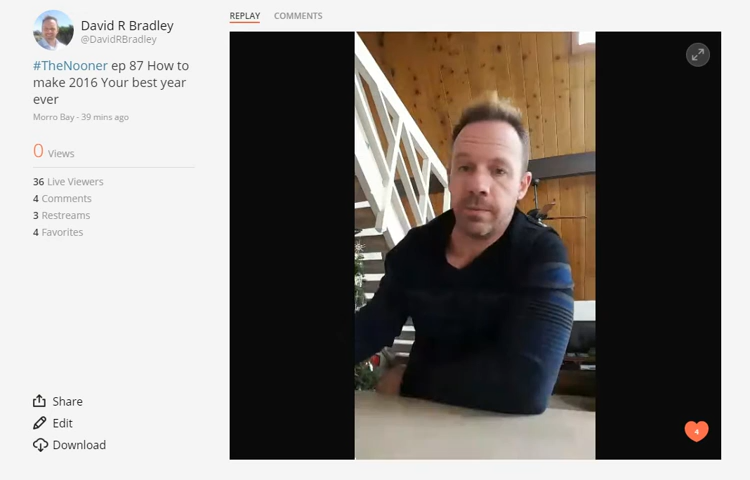 David R Bradley
@DavidRBradley
#TheNooner ep 87 How to
make 2016 Your best year
ever
Morro Bay - 39 mins ago
0 Views
36 Live Viewers
4 Comments
3 Restreams
4 Favorites
Share
Edit
Download
REPLAY COMMENTS
4